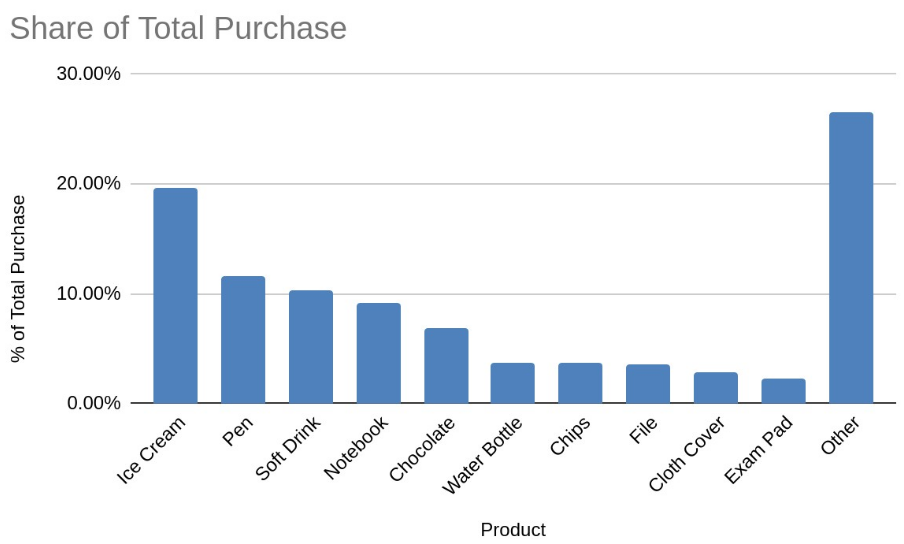 Share of Total Purchase
30.00%
20.00%
10.00%
0.00%
% of Total Purchase
Ice Cream
Pen
Soft Drink
Notebook
Chocolate
Water Bottle
Chips
File
Cloth Cover
Exam Pad
Other
Product